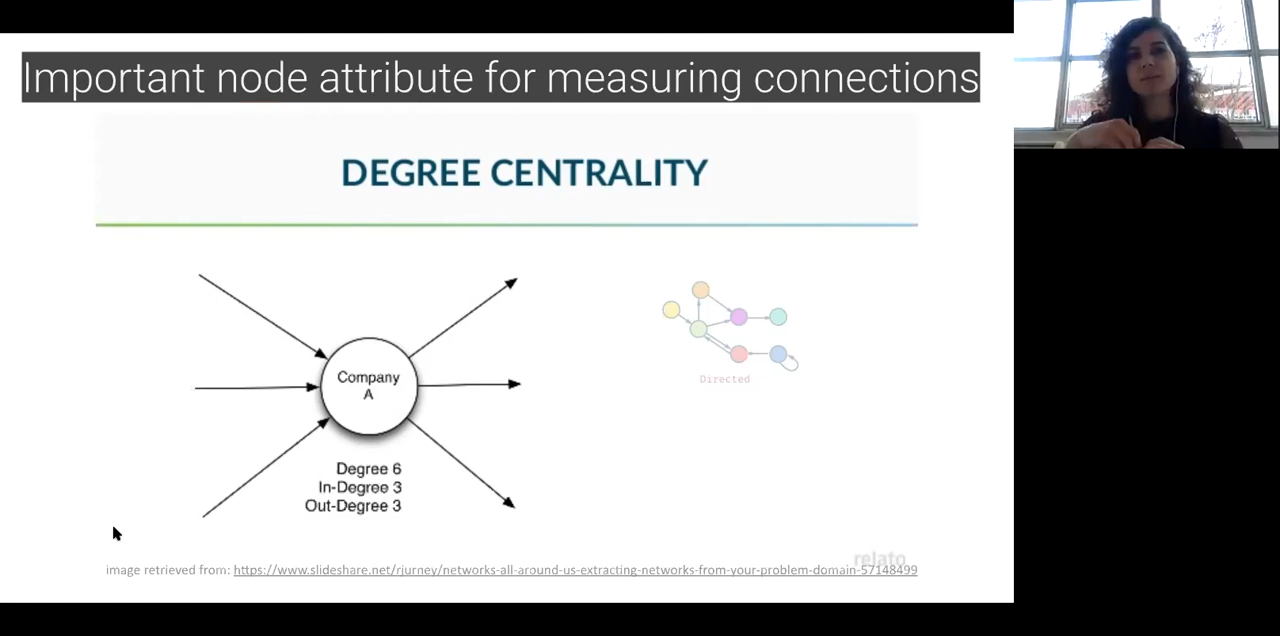 Important node attribute for measuring connections
DEGREE CENTRALITY
Company
A
Degree 6
In-Degree 3
Out-Degree 3
Directed
relato
image retrieved from: https://www.slideshare.net/rjurney/networks-all-around-us-extracting-networks-from-your-problem-domain-57148499